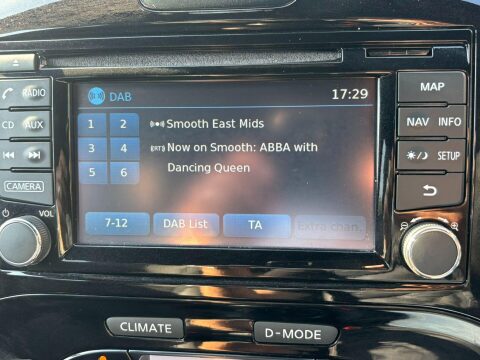 DAB 17:29
1 2 Smooth East Mids
3 4 Now on Smooth: ABBA with
5 6 Dancing Queen
7-12 DAB List TA Extra chan.
RADIO
CD AUX
CAMERA
VOL
MAP
NAV INFO
SETUP
CLIMATE D-MODE